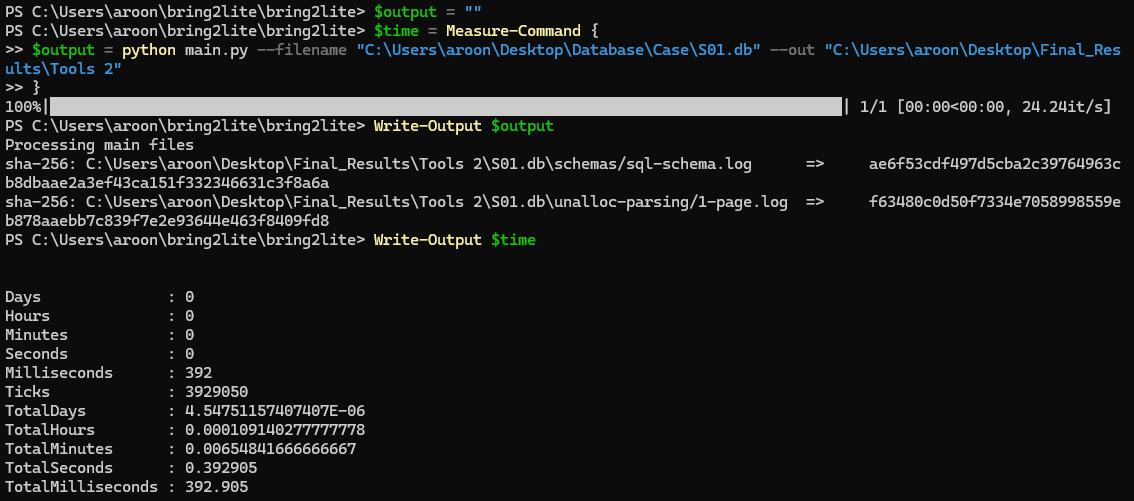 PS C:\Users\aroon\bring2lite\bring2lite> $output = ""
PS C:\Users\aroon\bring2lite\bring2lite> $time = Measure-Command {
>> $output = python main.py --filename "C:\Users\aroon\Desktop\Database\Case\S01.db" --out "C:\Users\aroon\Desktop\Final_Res
ults\Tools 2"
>> }
100%| | 1/1 [00:00<00:00, 24.24it/s]
PS C:\Users\aroon\bring2lite\bring2lite> Write-Output $output
Processing main files
sha-256: C:\Users\aroon\Desktop\Final_Results\Tools 2\S01.db\schemas/sql-schema.log => ae6f53cdf497d5cba2c39764963c
b8dbaae2a3ef43ca151f332346631c3f8a6a
sha-256: C:\Users\aroon\Desktop\Final_Results\Tools 2\S01.db\unalloc-parsing/1-page.log => f63480c0d50f7334e7058998559e
b878aaebb7c839f7e2e93644e463f8409fd8
PS C:\Users\aroon\bring2lite\bring2lite> Write-Output $time
Days : 0
Hours : 0
Minutes : 0
Seconds : 0
Milliseconds : 392
Ticks : 3929050
TotalDays : 4.54751157407407E-06
TotalHours : 0.000109140277777778
TotalMinutes : 0.00654841666666667
TotalSeconds : 0.392905
TotalMilliseconds : 392.905